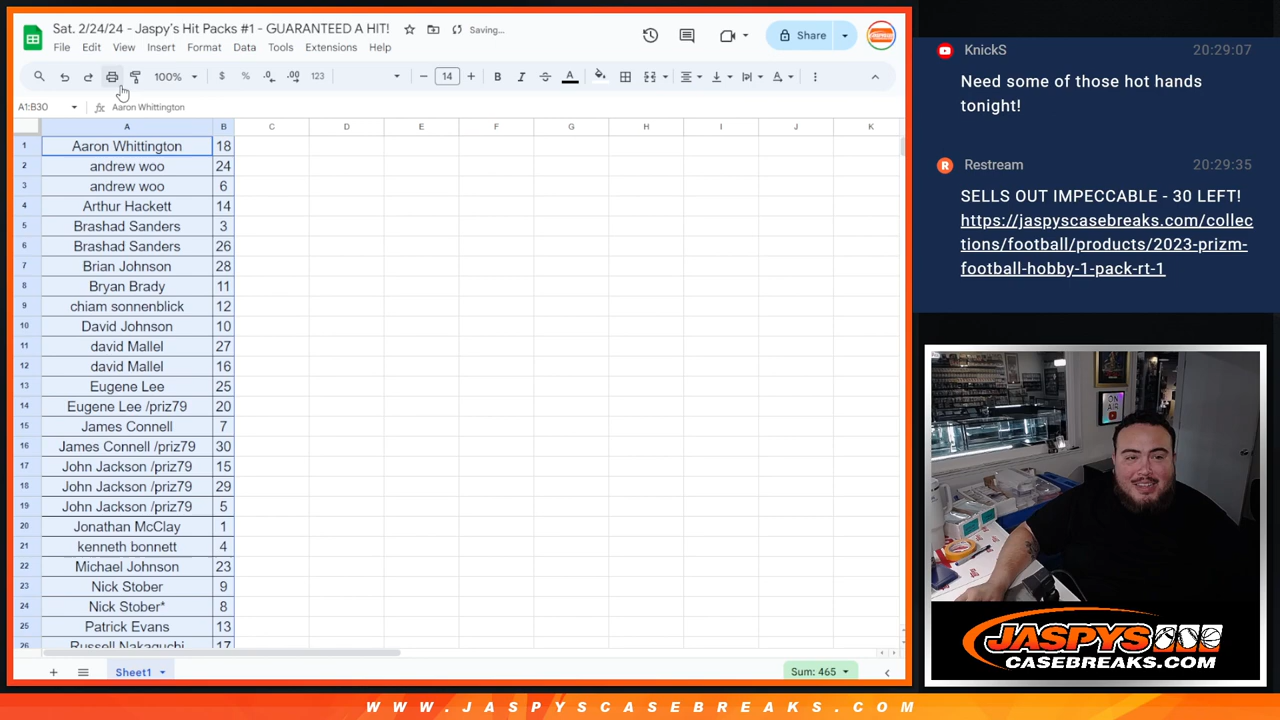 Sat. 2/24/24 - Jaspy's Hit Packs #1 - GUARANTEED A HIT!
Saving...
File Edit View Insert Format Data Tools Extensions Help
Share
100%
$ % .0 .00 123
14
A1:B30
Aaron Whittington
A B C D E F G H I J K
1 Aaron Whittington 18
2 andrew woo 24
3 andrew woo 6
4 Arthur Hackett 14
5 Brashad Sanders 3
6 Brashad Sanders 26
7 Brian Johnson 28
8 Bryan Brady 11
9 chiam sonnenblick 12
10 David Johnson 10
11 david Mallel 27
12 david Mallel 16
13 Eugene Lee 25
14 Eugene Lee /priz79 20
15 James Connell 7
16 James Connell /priz79 30
17 John Jackson /priz79 15
18 John Jackson /priz79 29
19 John Jackson /priz79 5
20 Jonathan McClay 1
21 kenneth bonnett 4
22 Michael Johnson 23
23 Nick Stober 9
24 Nick Stober* 8
25 Patrick Evans 13
26 Russell Nakaguchi 17
Sheet1
Sum: 465
KnickS 20:29:07
Need some of those hot hands
tonight!
Restream 20:29:35
SELLS OUT IMPECCABLE - 30 LEFT!
https://jaspyscasebreaks.com/collec
tions/football/products/2023-prizm-
football-hobby-1-pack-rt-1
ON
AIR
JASPYS
CASEBREAKS.COM
WWW.JASPYSCASEBREAKS.COM